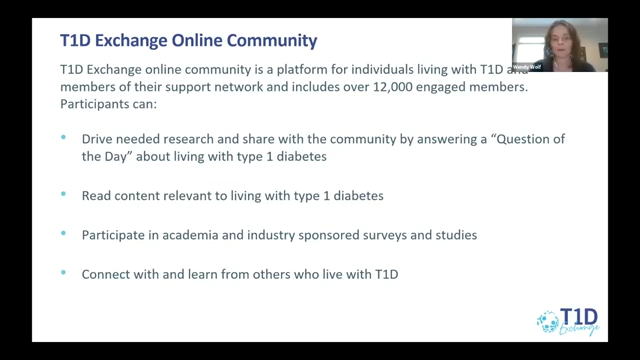 T1D Exchange Online Community
T1D Exchange online community is a platform for individuals living with T1D and
members of their support network and includes over 12,000 engaged members.
Participants can:
• Drive needed research and share with the community by answering a “Question of
the Day” about living with type 1 diabetes
• Read content relevant to living with type 1 diabetes
• Participate in academia and industry sponsored surveys and studies
• Connect with and learn from others who live with T1D
Wendy Wolf
T1D
Exchange